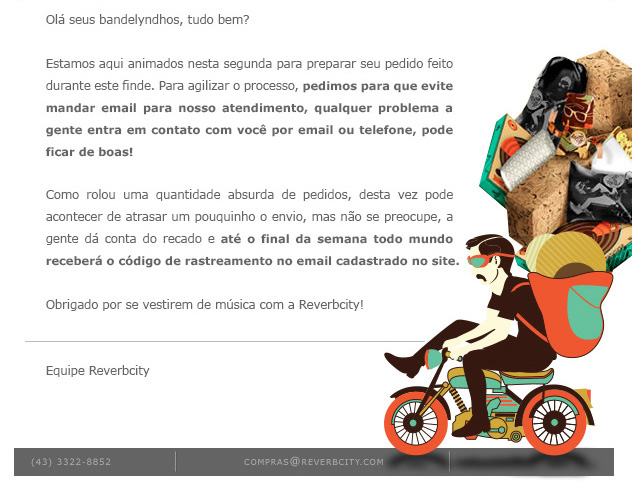 Olá seus bandelyndhos, tudo bem?
Estamos aqui animados nesta segunda para preparar seu pedido feito
durante este finde. Para agilizar o processo, pedimos para que evite
mandar email para nosso atendimento, qualquer problema a
gente entra em contato com você por email ou telefone, pode
ficar de boas!
Como rolou uma quantidade absurda de pedidos, desta vez pode
acontecer de atrasar um pouquinho o envio, mas não se preocupe, a
gente dá conta do recado e até o final da semana todo mundo
receberá o código de rastreamento no email cadastrado no site.
Obrigado por se vestirem de música com a Reverbcity!
Equipe Reverbcity
(43) 3322-8852
COMPRAS@REVERBCITY.COM